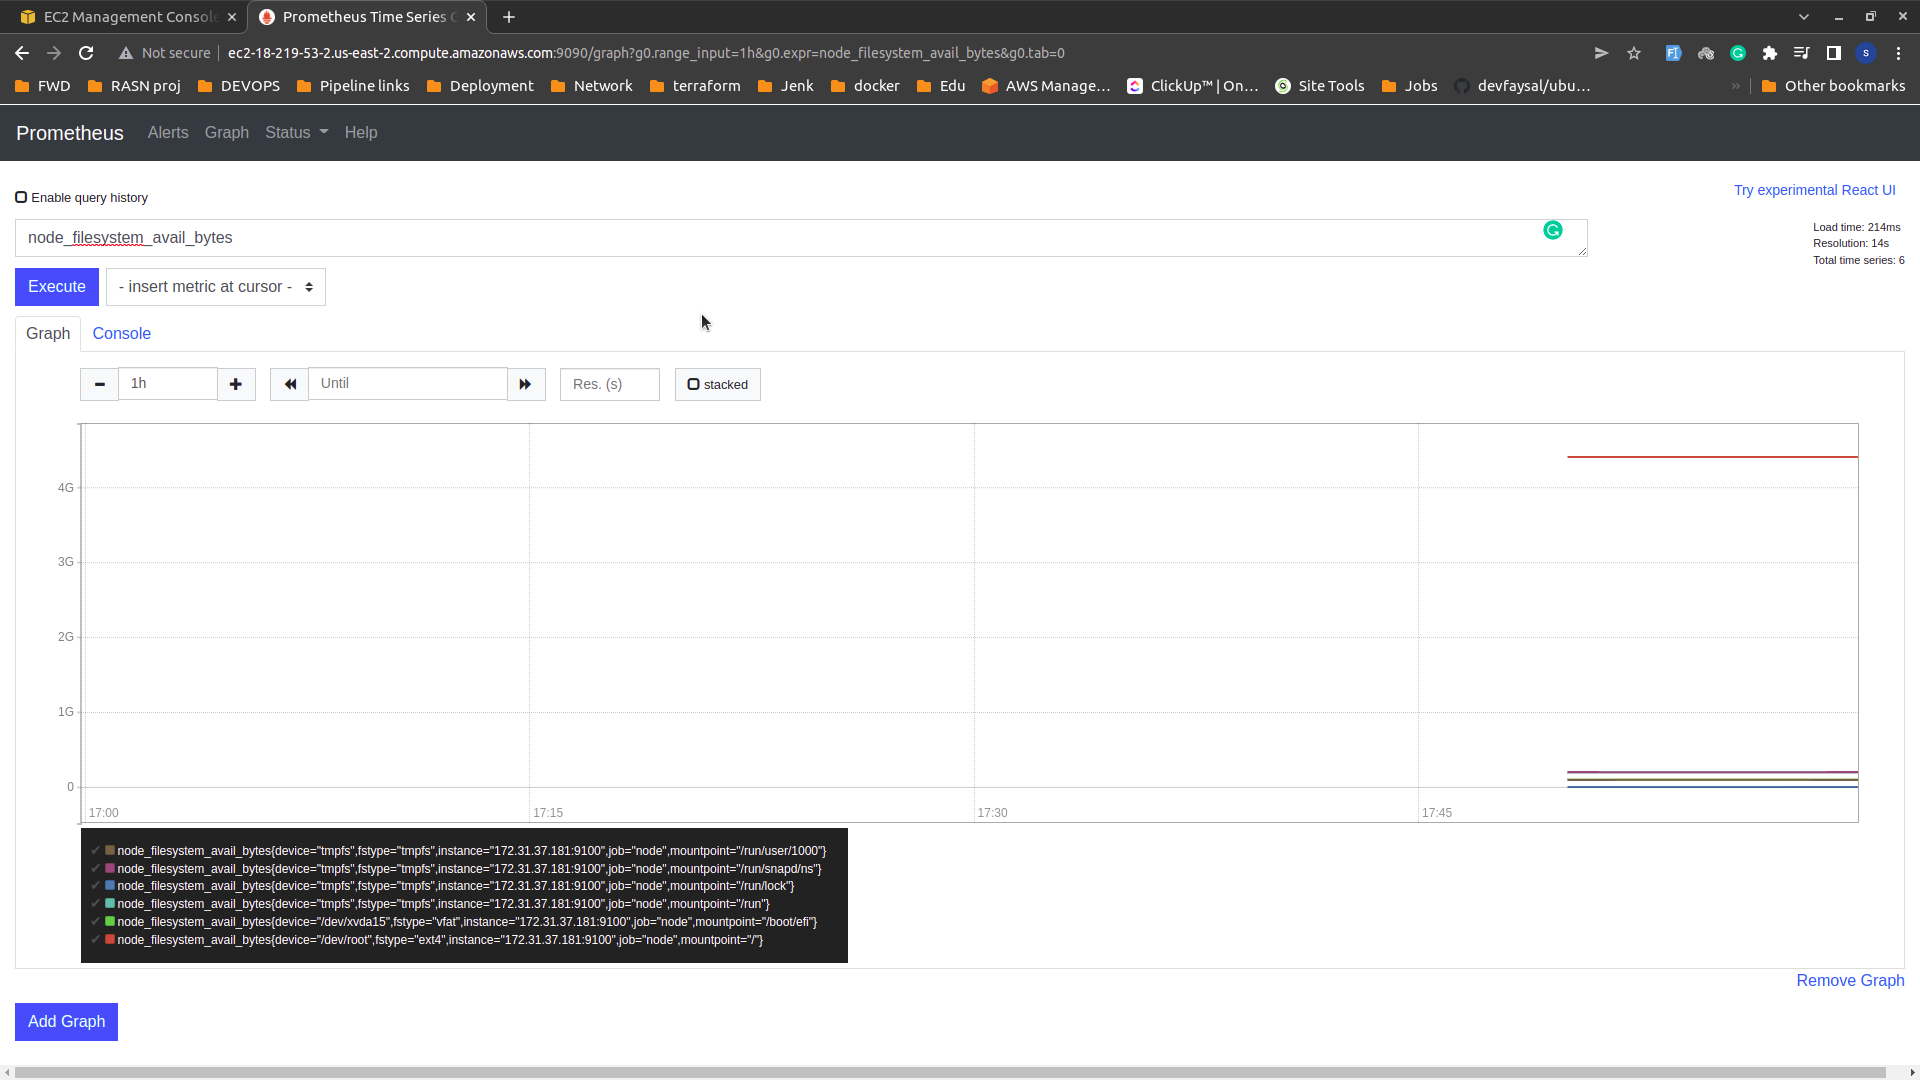 EC2 Management Consol
Prometheus Time Series C
Not secure
ec2-18-219-53-2.us-east-2.compute.amazonaws.com:9090/graph?g0.range_input=1h&g0.expr=node_filesystem_avail_bytes&g0.tab=0
FWD RASN proj DEVOPS Pipeline links Deployment Network terraform Jenk docker Edu AWS Manage… ClickUp™ | On… Site Tools Jobs devfaysal/ubu… » Other bookmarks
Prometheus Alerts Graph Status Help
Enable query history
Try experimental React UI
node_filesystem_avail_bytes
Load time: 214ms
Resolution: 14s
Total time series: 6
Execute - insert metric at cursor -
Graph Console
1h Until Res. (s) stacked
4G
3G
2G
1G
0
17:00 17:15 17:30 17:45
✔ node_filesystem_avail_bytes{device="tmpfs",fstype="tmpfs",instance="172.31.37.181:9100",job="node",mountpoint="/run/user/1000"}
✔ node_filesystem_avail_bytes{device="tmpfs",fstype="tmpfs",instance="172.31.37.181:9100",job="node",mountpoint="/run/snapd/ns"}
✔ node_filesystem_avail_bytes{device="tmpfs",fstype="tmpfs",instance="172.31.37.181:9100",job="node",mountpoint="/run/lock"}
✔ node_filesystem_avail_bytes{device="tmpfs",fstype="tmpfs",instance="172.31.37.181:9100",job="node",mountpoint="/run"}
✔ node_filesystem_avail_bytes{device="/dev/xvda15",fstype="vfat",instance="172.31.37.181:9100",job="node",mountpoint="/boot/efi"}
✔ node_filesystem_avail_bytes{device="/dev/root",fstype="ext4",instance="172.31.37.181:9100",job="node",mountpoint="/"}
Remove Graph
Add Graph